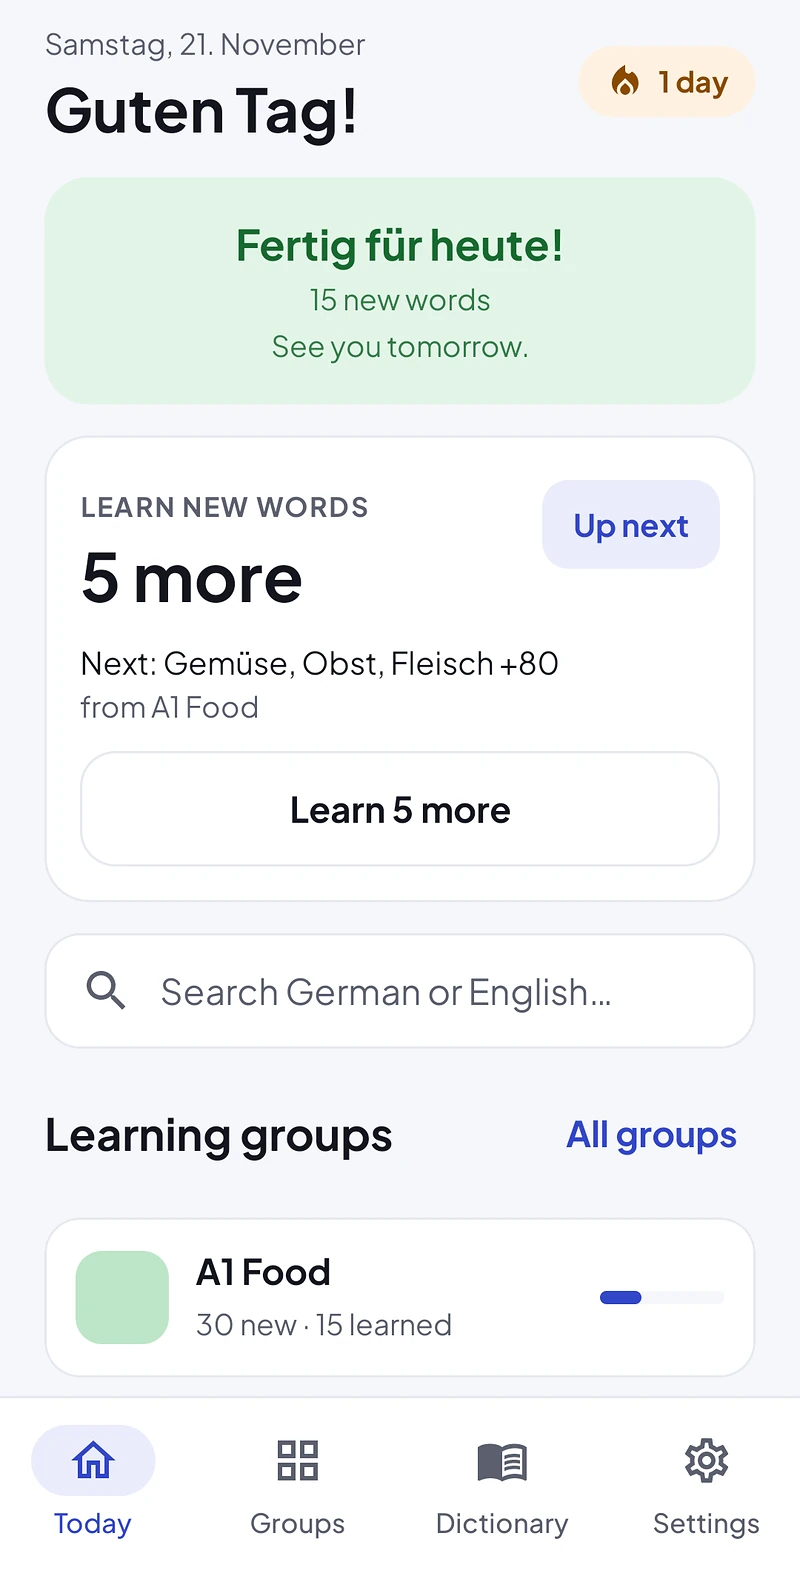 Samstag, 21. November
Guten Tag!
1 day
Fertig für heute!
15 new words
See you tomorrow.
LEARN NEW WORDS
Up next
5 more
Next: Gemüse, Obst, Fleisch +80
from A1 Food
Learn 5 more
Search German or English...
Learning groups
All groups
A1 Food
30 new · 15 learned
Today
Groups
Dictionary
Settings